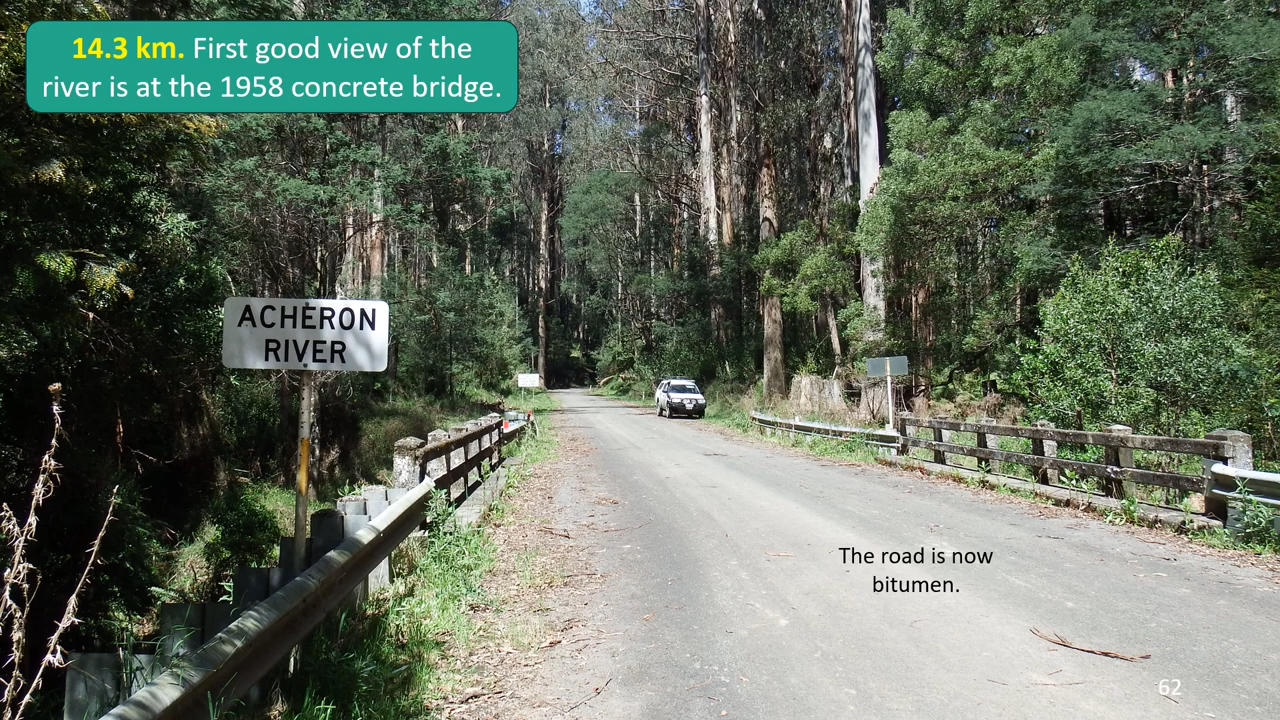 14.3 km. First good view of the
river is at the 1958 concrete bridge.
ACHERON
RIVER
The road is now
bitumen.
62